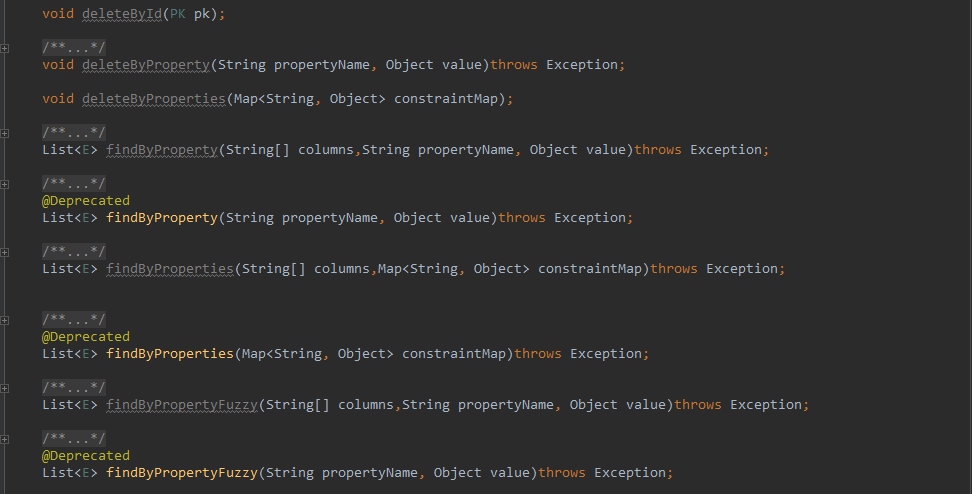 void deleteById(PK pk);
/**...*/
void deleteByProperty(String propertyName, Object value)throws Exception;
void deleteByProperties(Map<String, Object> constraintMap);
/**...*/
List<E> findByProperty(String[] columns,String propertyName, Object value)throws Exception;
/**...*/
@Deprecated
List<E> findByProperty(String propertyName, Object value)throws Exception;
/**...*/
List<E> findByProperties(String[] columns,Map<String, Object> constraintMap)throws Exception;
/**...*/
@Deprecated
List<E> findByProperties(Map<String, Object> constraintMap)throws Exception;
/**...*/
List<E> findByPropertyFuzzy(String[] columns,String propertyName, Object value)throws Exception;
/**...*/
@Deprecated
List<E> findByPropertyFuzzy(String propertyName, Object value)throws Exception;